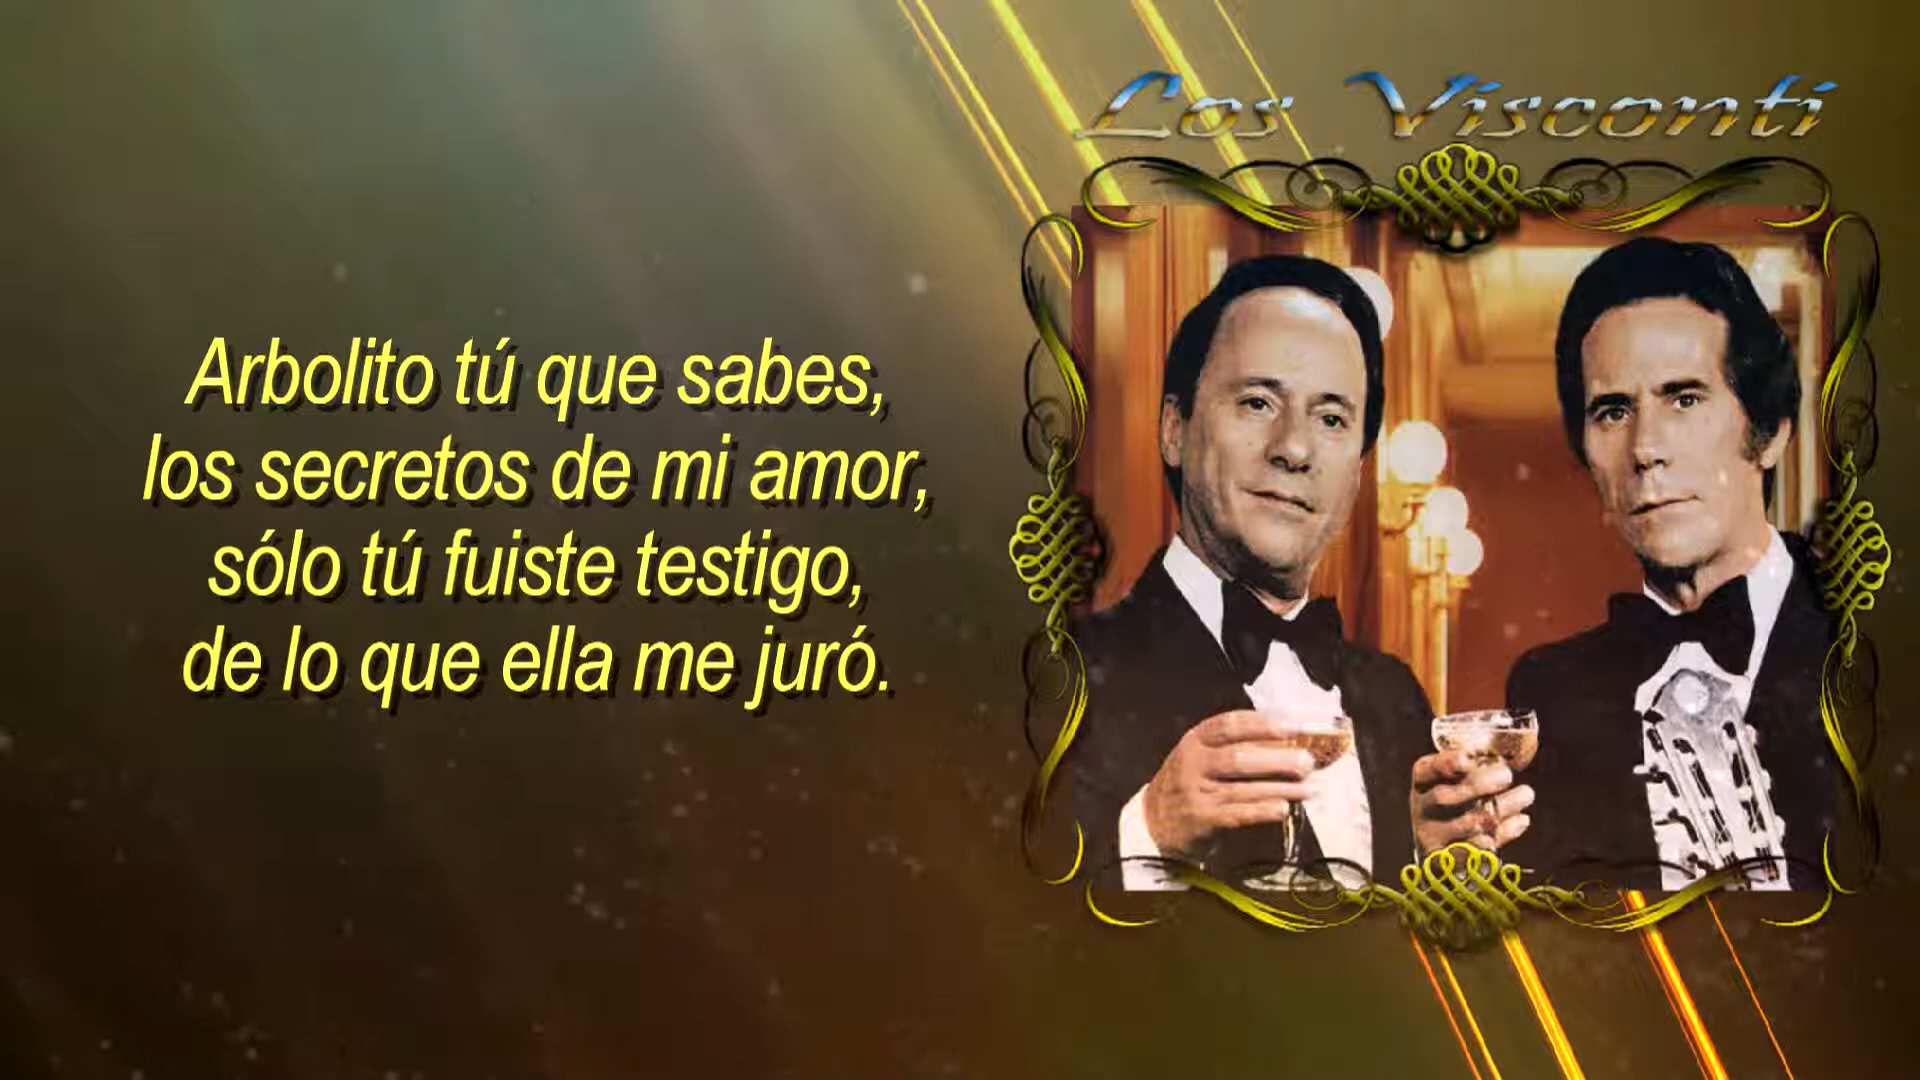 Los Visconti
Arbolito tú que sabes,
los secretos de mi amor,
sólo tú fuiste testigo,
de lo que ella me juró.